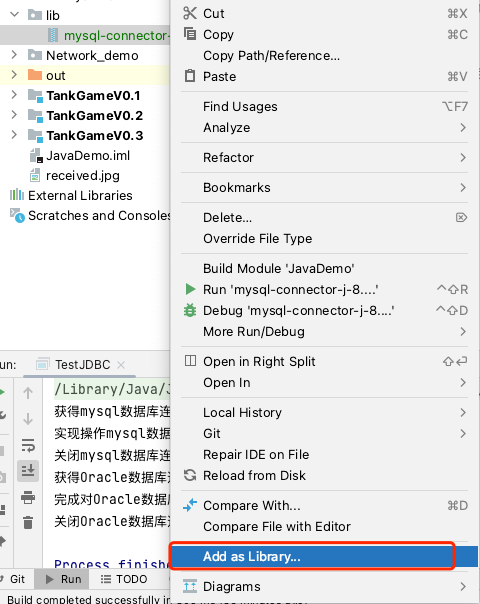 lib
mysql-connector-
Network_demo
out
TankGameV0.1
TankGameV0.2
TankGameV0.3
JavaDemo.iml
received.jpg
External Libraries
Scratches and Consoles
Cut ⌘X
Copy ⌘C
Copy Path/Reference...
Paste ⌘V
Find Usages ⌥F7
Analyze
Refactor
Bookmarks
Delete...
Override File Type
Build Module 'JavaDemo'
Run 'mysql-connector-j-8....' ^⇧R
Debug 'mysql-connector-j-8....' ^⇧D
More Run/Debug
Open in Right Split ⇧⏎
Open In
Local History
Git
Repair IDE on File
Reload from Disk
Compare With... ⌘D
Compare File with Editor
Add as Library...
Diagrams
un: TestJDBC
/Library/Java/J
获得mysql数据库连
实现操作mysql数据
关闭mysql数据库连
获得Oracle数据库
完成对Oracle数据
关闭Oracle数据库
Process finishe
Git Run TODO
Build completed successfully in